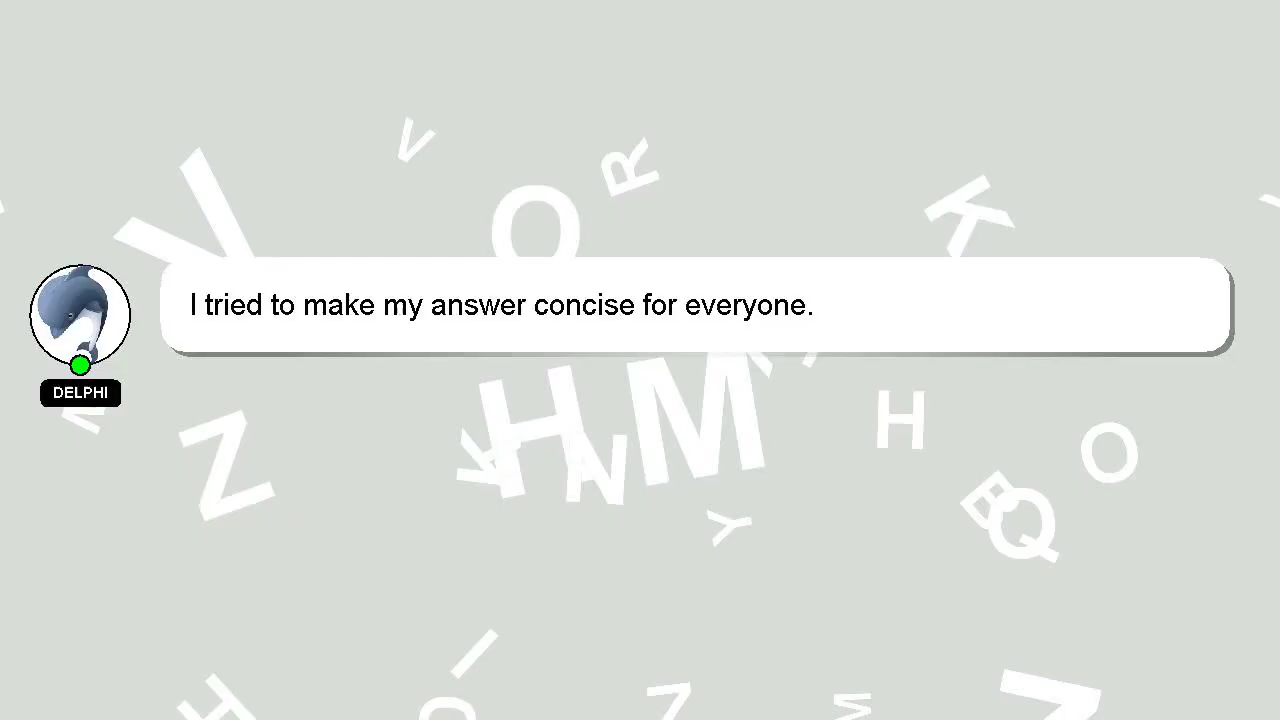 I tried to make my answer concise for everyone.
DELPHI
V
V
O
R
K
N
Z
K
H
N
M
H
O
B
Q
Y
I
H
O
N
M